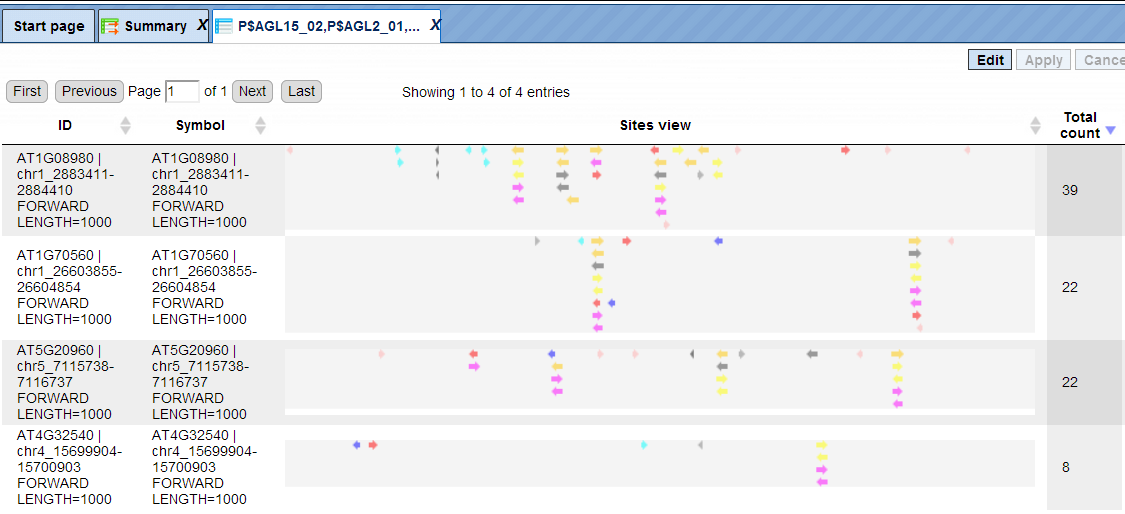 Start page Summary X P$AGL15_02,P$AGL2_01,... X
Edit Apply Cance
First Previous Page 1 of 1 Next Last Showing 1 to 4 of 4 entries
ID Symbol Sites view Total count
AT1G08980 | AT1G08980 |
chr1_2883411- chr1_2883411-
2884410 2884410 39
FORWARD FORWARD
LENGTH=1000 LENGTH=1000
AT1G70560 | AT1G70560 |
chr1_26603855- chr1_26603855-
26604854 26604854 22
FORWARD FORWARD
LENGTH=1000 LENGTH=1000
AT5G20960 | AT5G20960 |
chr5_7115738- chr5_7115738-
7116737 7116737 22
FORWARD FORWARD
LENGTH=1000 LENGTH=1000
AT4G32540 | AT4G32540 |
chr4_15699904- chr4_15699904-
15700903 15700903 8
FORWARD FORWARD
LENGTH=1000 LENGTH=1000